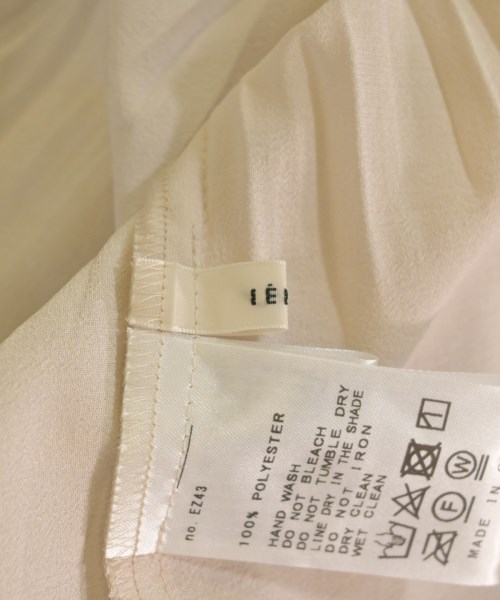 no. EZ43
100% POLYESTER
HAND WASH
DO NOT BLEACH
DO NOT TUMBLE DRY
LINE DRY IN THE SHADE
DO NOT IRON
DRY CLEAN
WET CLEAN
MADE IN